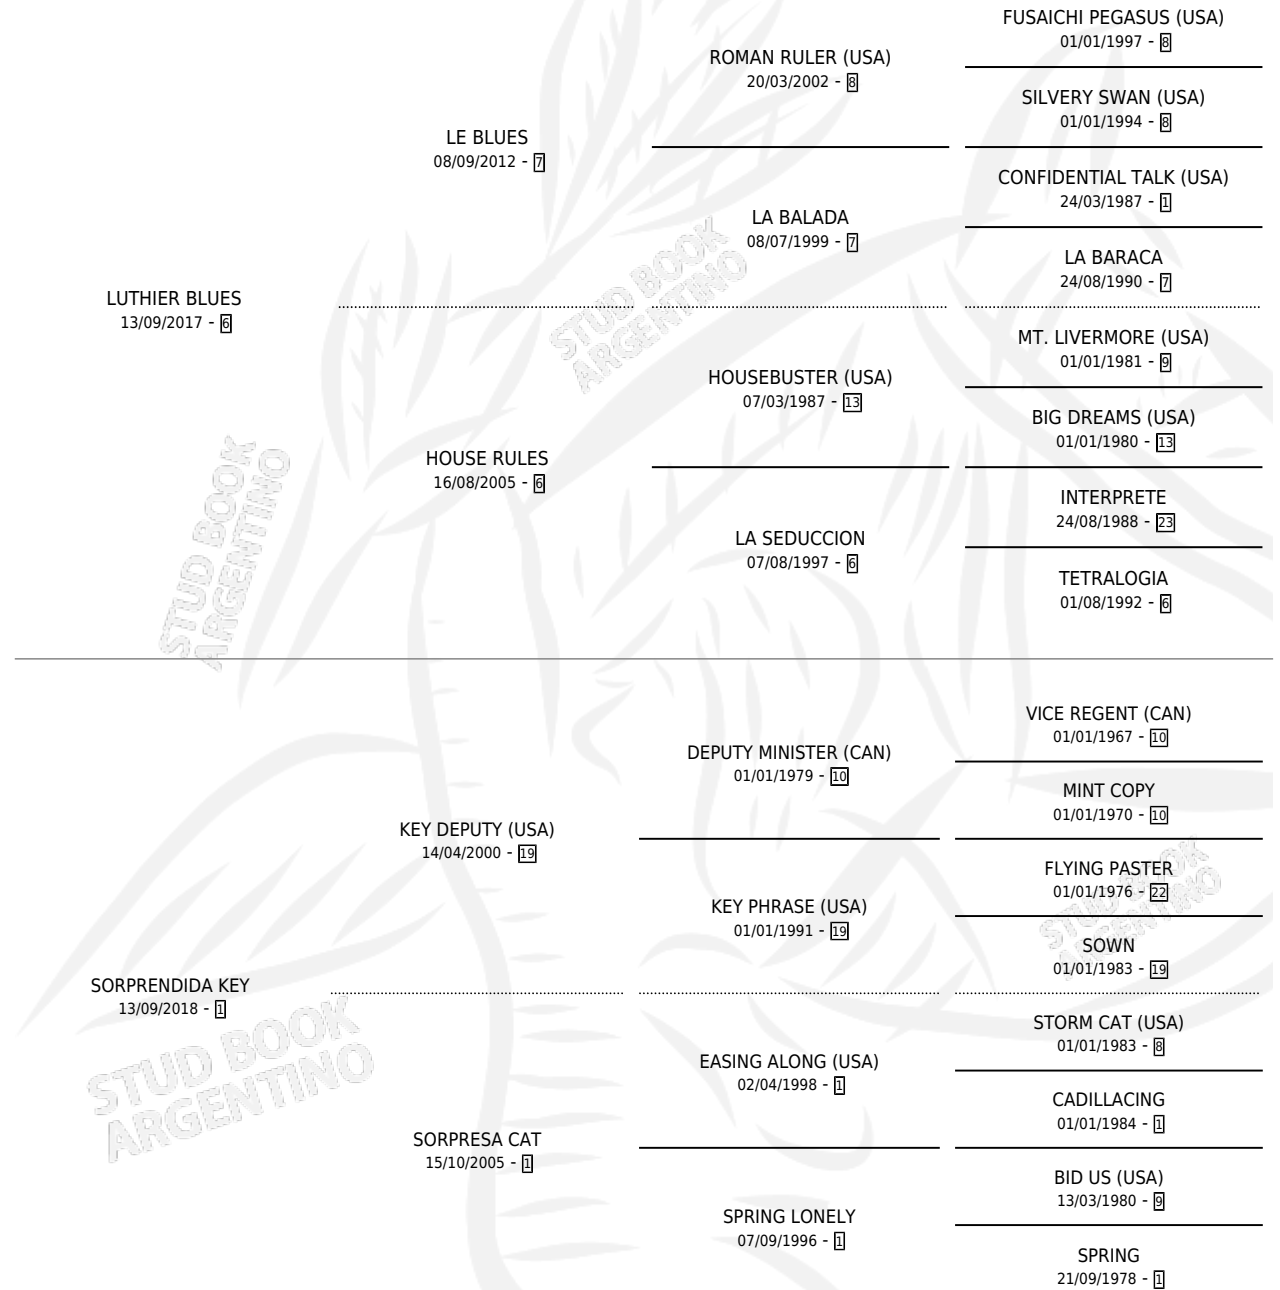 FUSAICHI PEGASUS (USA)
01/01/1997 - 8
ROMAN RULER (USA)
20/03/2002 - 8
SILVERY SWAN (USA)
01/01/1994 - 8
LE BLUES
08/09/2012 - 7
CONFIDENTIAL TALK (USA)
24/03/1987 - 1
LA BALADA
08/07/1999 - 7
LA BARACA
24/08/1990 - 7
LUTHIER BLUES
13/09/2017 - 6
MT. LIVERMORE (USA)
01/01/1981 - 9
HOUSEBUSTER (USA)
07/03/1987 - 13
BIG DREAMS (USA)
01/01/1980 - 13
HOUSE RULES
16/08/2005 - 6
INTERPRETE
24/08/1988 - 23
LA SEDUCCION
07/08/1997 - 6
TETRALOGIA
01/08/1992 - 6
VICE REGENT (CAN)
01/01/1967 - 10
DEPUTY MINISTER (CAN)
01/01/1979 - 10
MINT COPY
01/01/1970 - 10
KEY DEPUTY (USA)
14/04/2000 - 19
FLYING PASTER
01/01/1976 - 22
KEY PHRASE (USA)
01/01/1991 - 19
SOWN
01/01/1983 - 19
SORPRENDIDA KEY
13/09/2018 - 1
STORM CAT (USA)
01/01/1983 - 8
EASING ALONG (USA)
02/04/1998 - 1
CADILLACING
01/01/1984 - 1
SORPRESA CAT
15/10/2005 - 1
BID US (USA)
13/03/1980 - 9
SPRING LONELY
07/09/1996 - 1
SPRING
21/09/1978 - 1
STUD BOOK
ARGENTINO
STUD BOOK
ARGENTINO
STUD BOOK
ARGENTINO
STUD BOOK
ARGENTINO